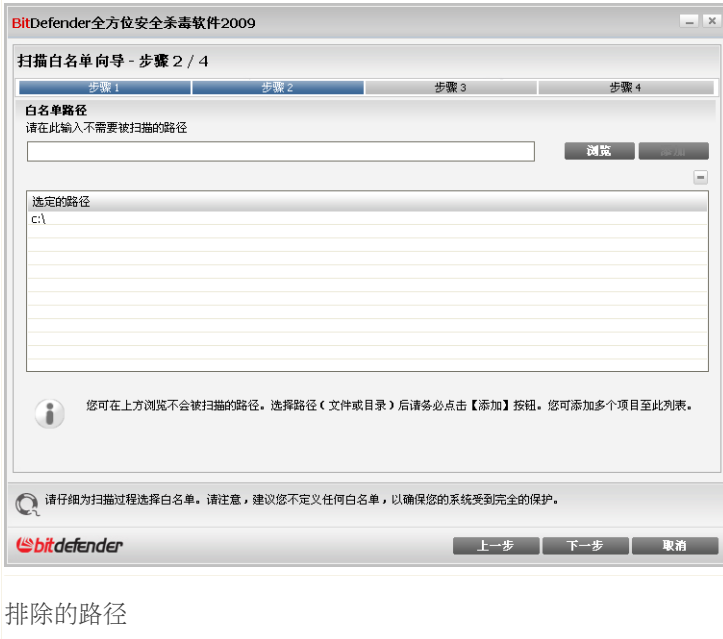 BitDefender全方位安全杀毒软件2009
扫描白名单向导 - 步骤 2 / 4
步骤 1 步骤 2 步骤 3 步骤 4
白名单路径
请在此输入不需要被扫描的路径
浏览 添加
选定的路径
c:\
您可在上方浏览不会被扫描的路径。选择路径（文件或目录）后请务必点击【添加】按钮。您可添加多个项目至此列表。
请仔细为扫描过程选择白名单。请注意，建议您不定义任何白名单，以确保您的系统受到完全的保护。
bitdefender 上一步 下一步 取消
排除的路径